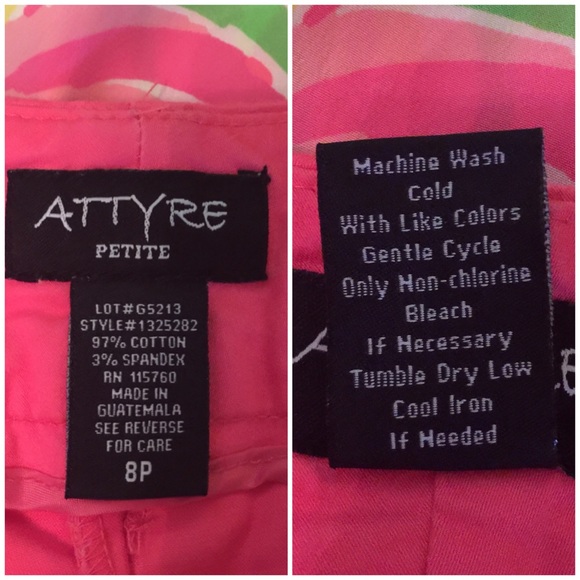 ATTYRE
PETITE
LOT#G5213
STYLE#1325282
97% COTTON
3% SPANDEX
RN 115760
MADE IN
GUATEMALA
SEE REVERSE
FOR CARE
8P
Machine Wash
Cold
With Like Colors
Gentle Cycle
Only Non-chlorine
Bleach
If Necessary
Tumble Dry Low
Cool Iron
If Needed